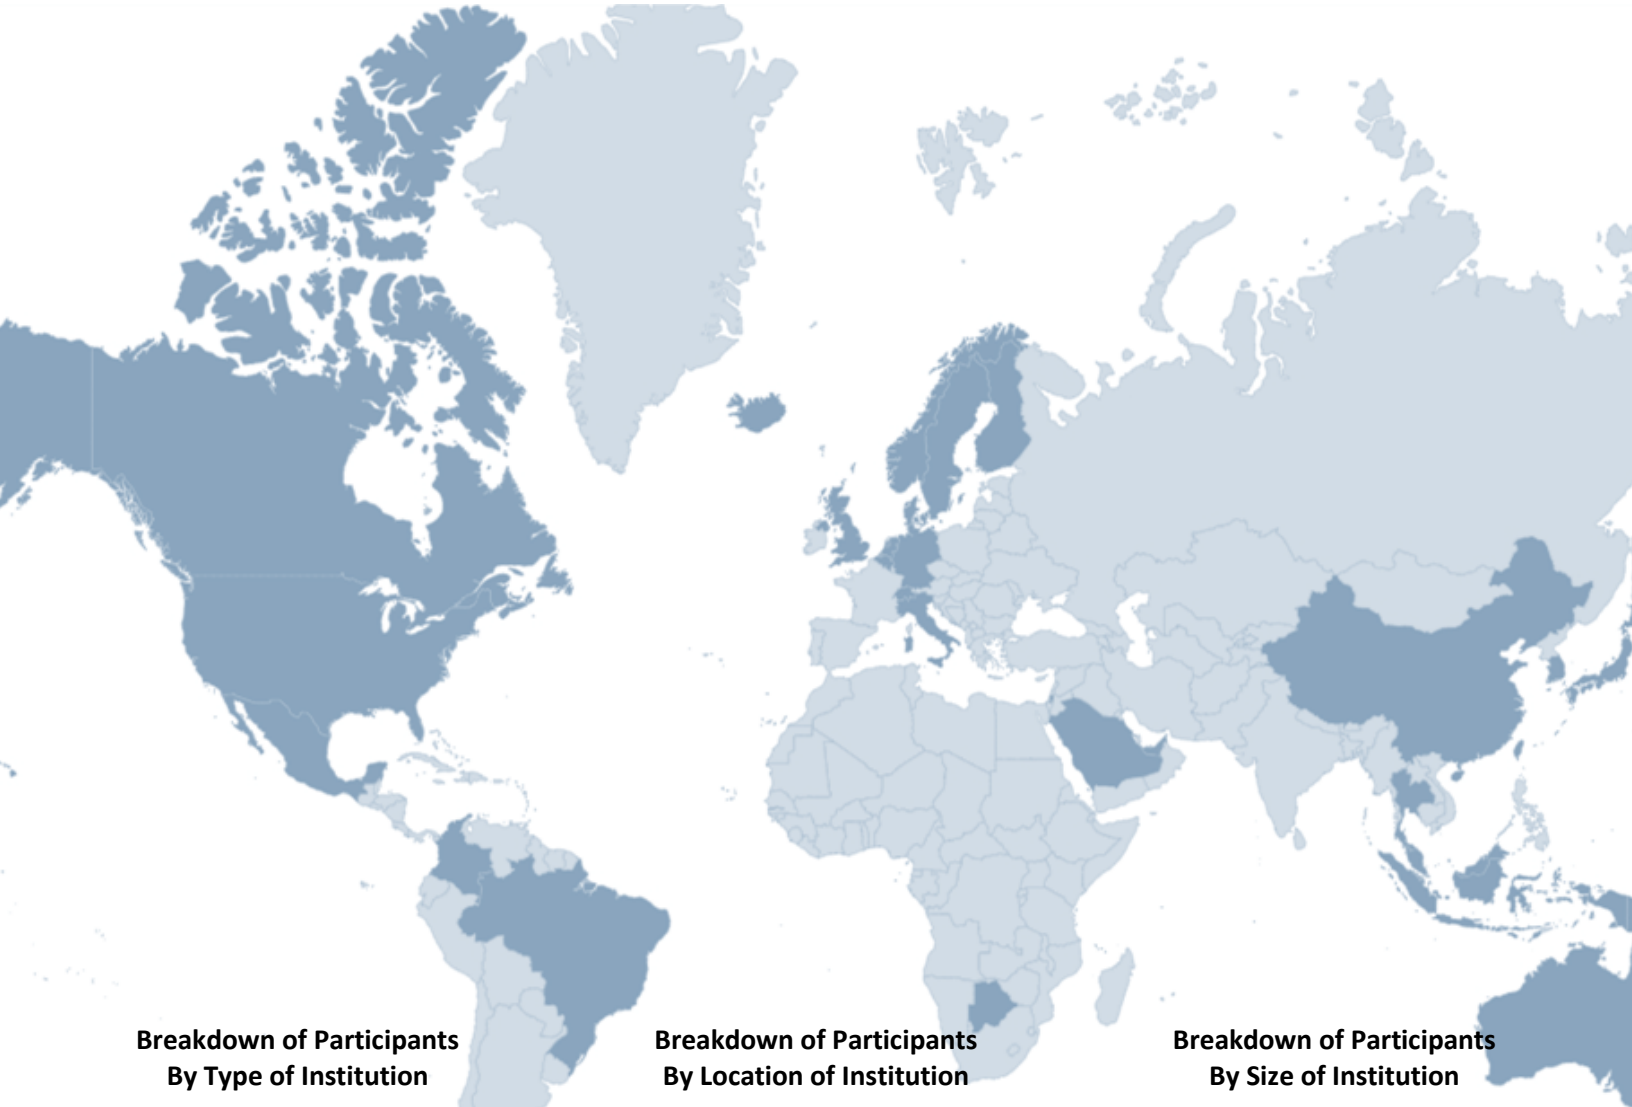 Breakdown of Participants
By Type of Institution
Breakdown of Participants
By Location of Institution
Breakdown of Participants
By Size of Institution